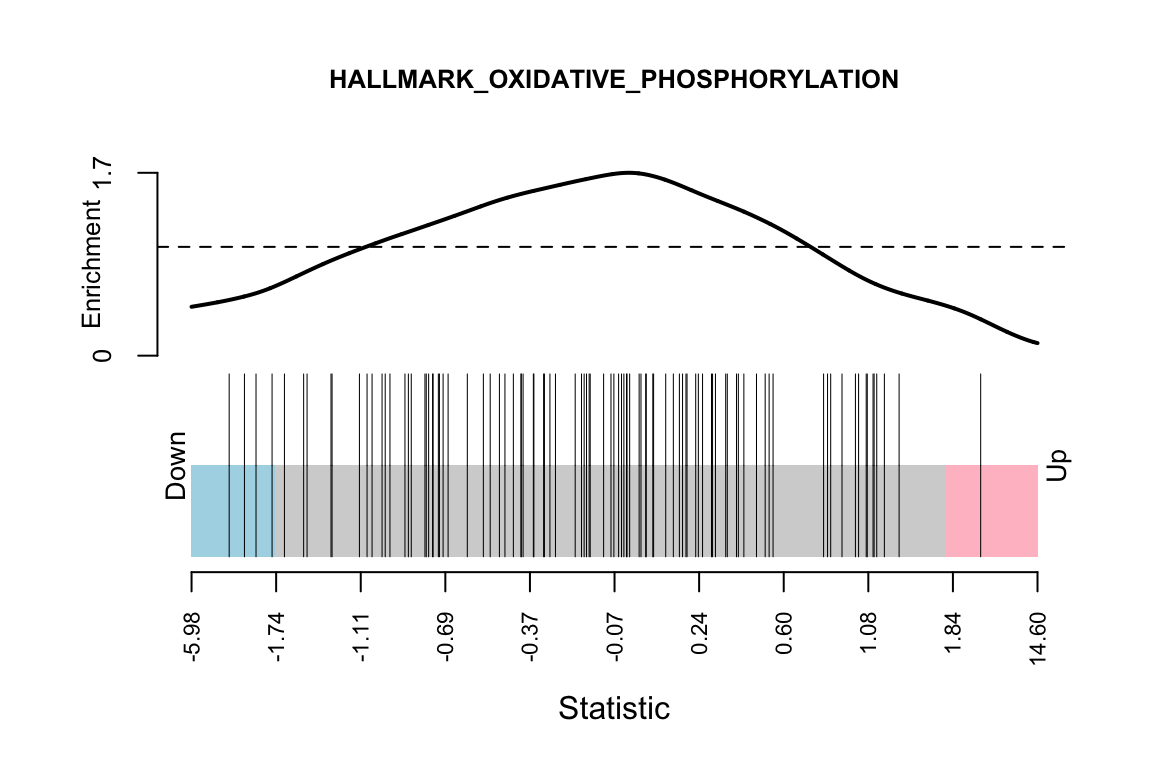 HALLMARK_OXIDATIVE_PHOSPHORYLATION
1.7
Enrichment
0
Down
Up
-5.98
-1.74
-1.11
-0.69
-0.37
-0.07
0.24
0.60
1.08
1.84
14.60
Statistic